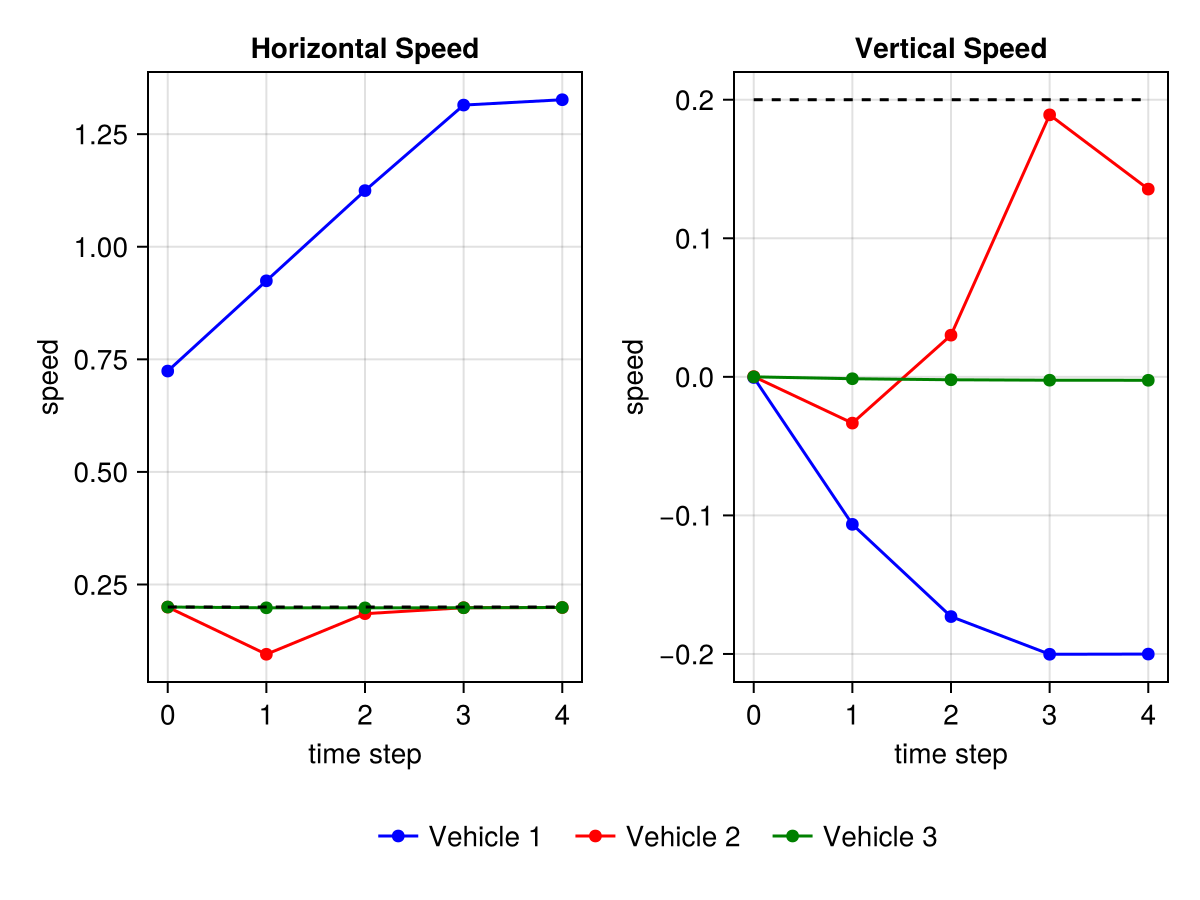 Horizontal Speed
speed
1.25
1.00
0.75
0.50
0.25
0 1 2 3 4
time step
Vertical Speed
speed
0.2
0.1
0.0
−0.1
−0.2
0 1 2 3 4
time step
Vehicle 1 Vehicle 2 Vehicle 3